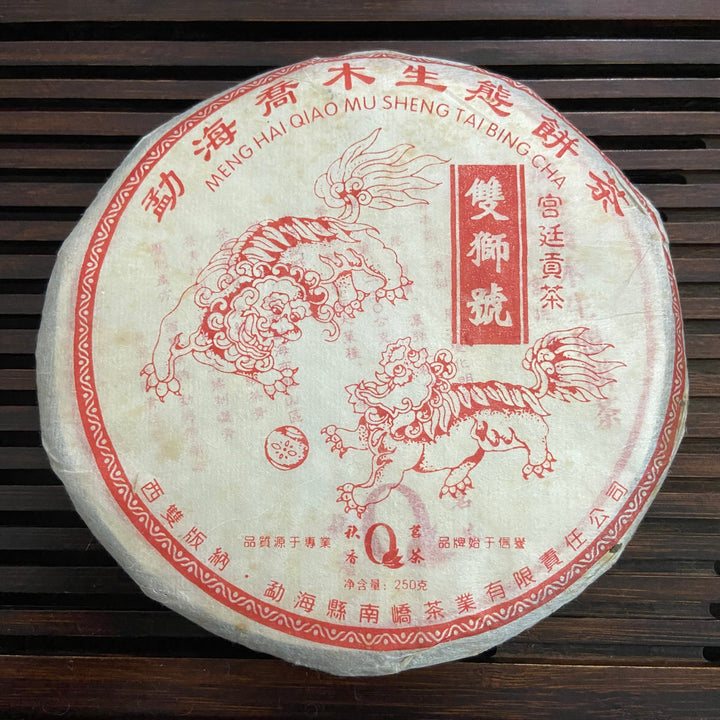 勐海喬木生態餅茶
MENG HAI QIAO MU SHENG TAI BING CHA
宮廷貢茶
雙獅號
品質源于專業
秋香
茗茶
品牌始于信譽
净含量：250克
西雙版納·勐海縣南嶠茶業有限責任公司